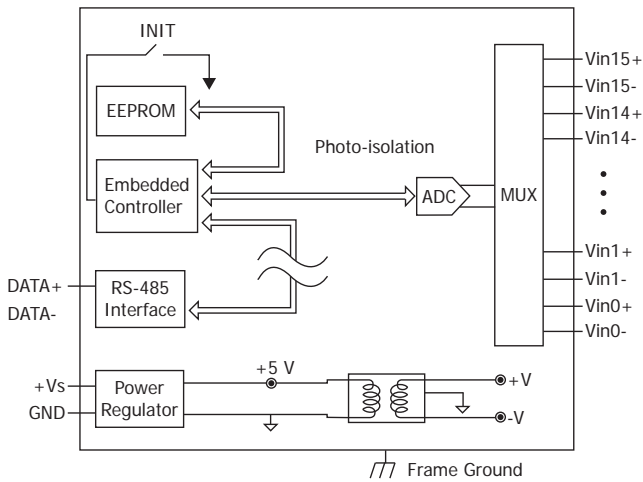 INIT
EEPROM
Embedded
Controller
Photo-isolation
ADC
MUX
Vin15+
Vin15-
Vin14+
Vin14-
Vin1+
Vin1-
Vin0+
Vin0-
DATA+
DATA-
RS-485
Interface
+Vs
GND
Power
Regulator
+5 V
+V
-V
Frame Ground